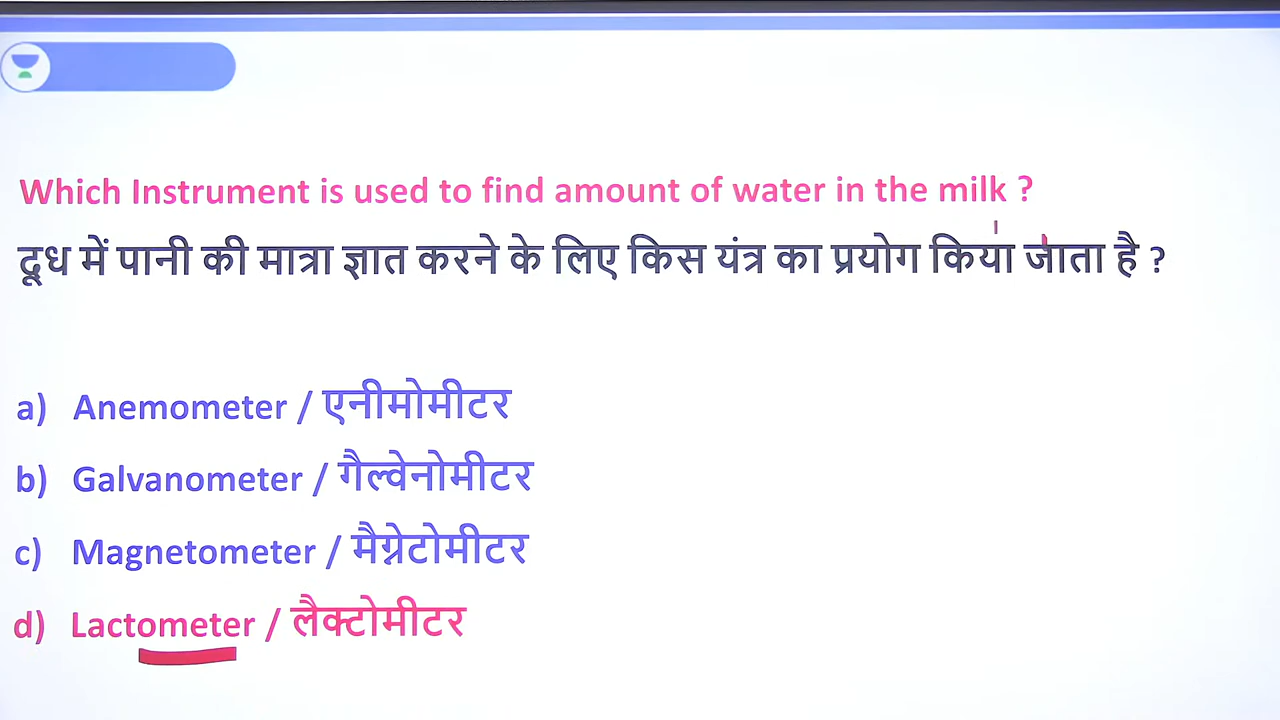 Which Instrument is used to find amount of water in the milk ?
दूध में पानी की मात्रा ज्ञात करने के लिए किस यंत्र का प्रयोग किया जाता है ?
a) Anemometer / एनीमोमीटर
b) Galvanometer / गैल्वेनोमीटर
c) Magnetometer / मैग्नेटोमीटर
d) Lactometer / लैक्टोमीटर